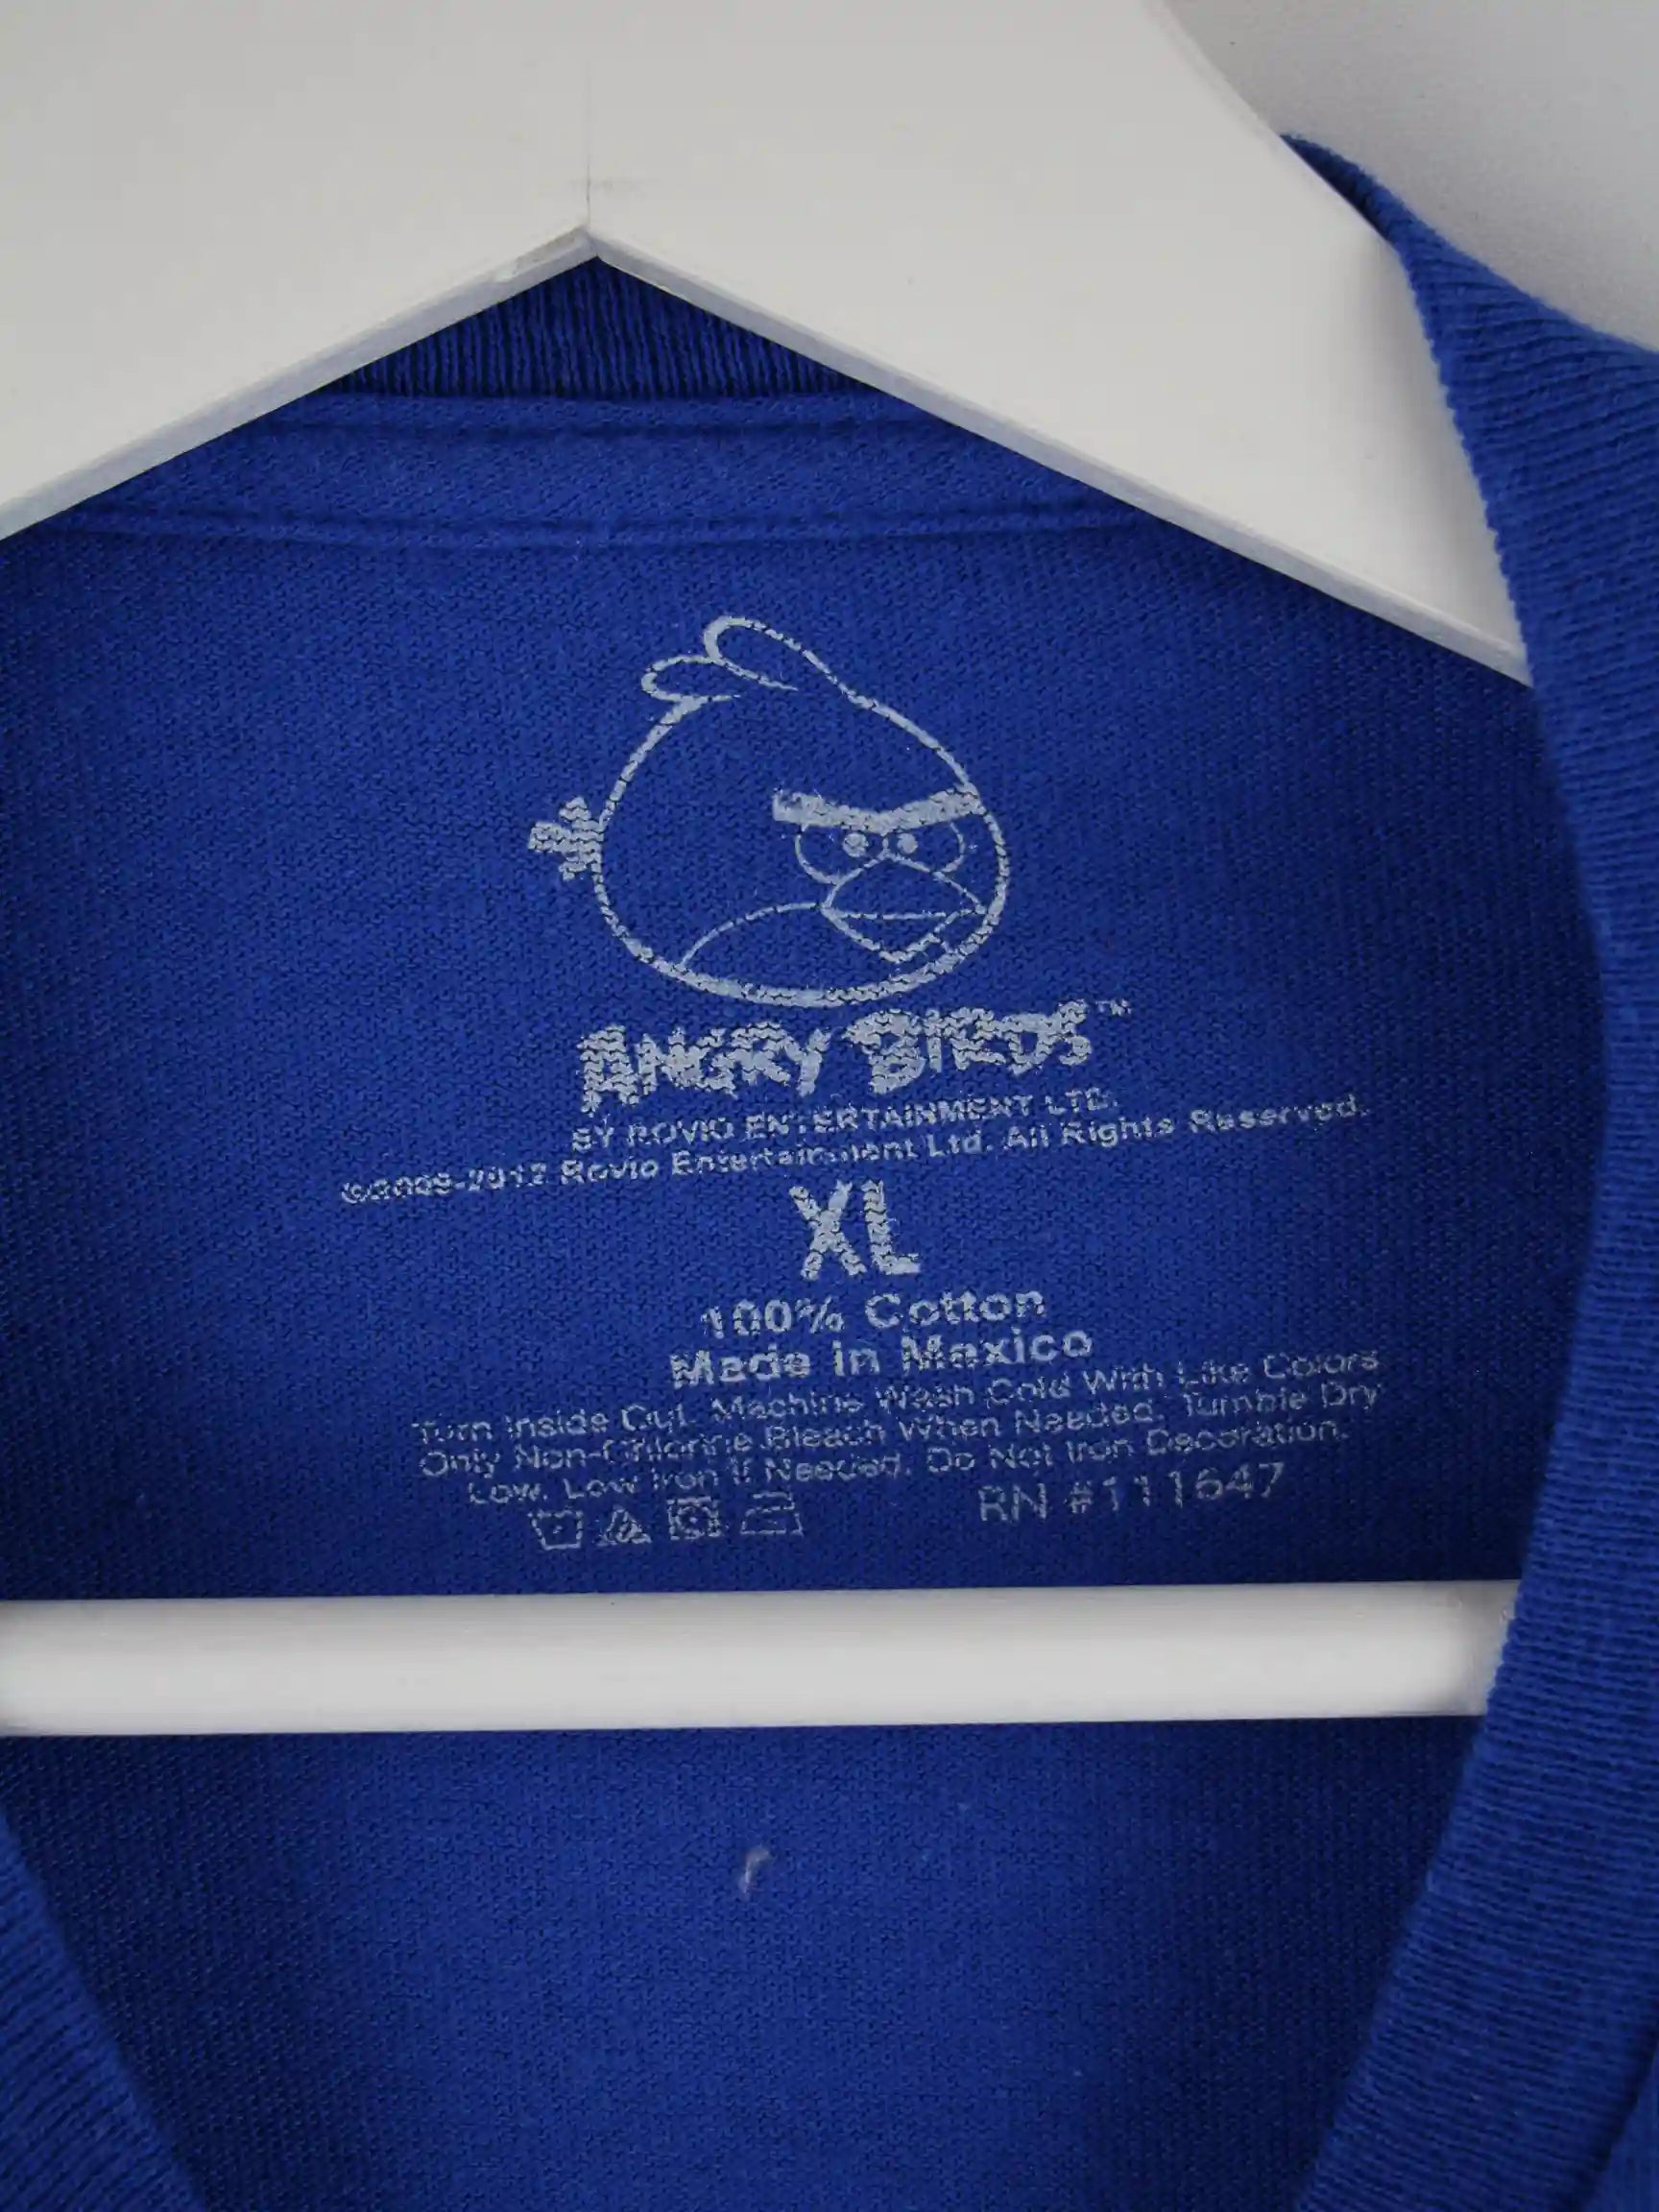 ANGRY BIRDS™
BY ROVIO ENTERTAINMENT LTD.
©2009-2012 Rovio Entertainment Ltd. All Rights Reserved.
XL
100% Cotton
Made in Mexico
Turn Inside Out. Machine Wash Cold With Like Colors
Only Non-Chlorine Bleach When Needed. Tumble Dry
Low. Low Iron If Needed. Do Not Iron Decoration.
RN #111647